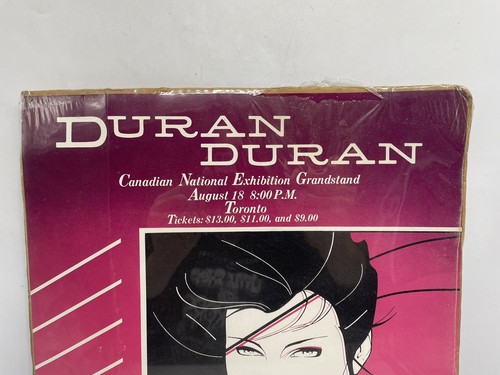 DURAN
DURAN
Canadian National Exhibition Grandstand
August 18 8:00 P.M.
Toronto
Tickets: $13.00, $11.00, and $9.00